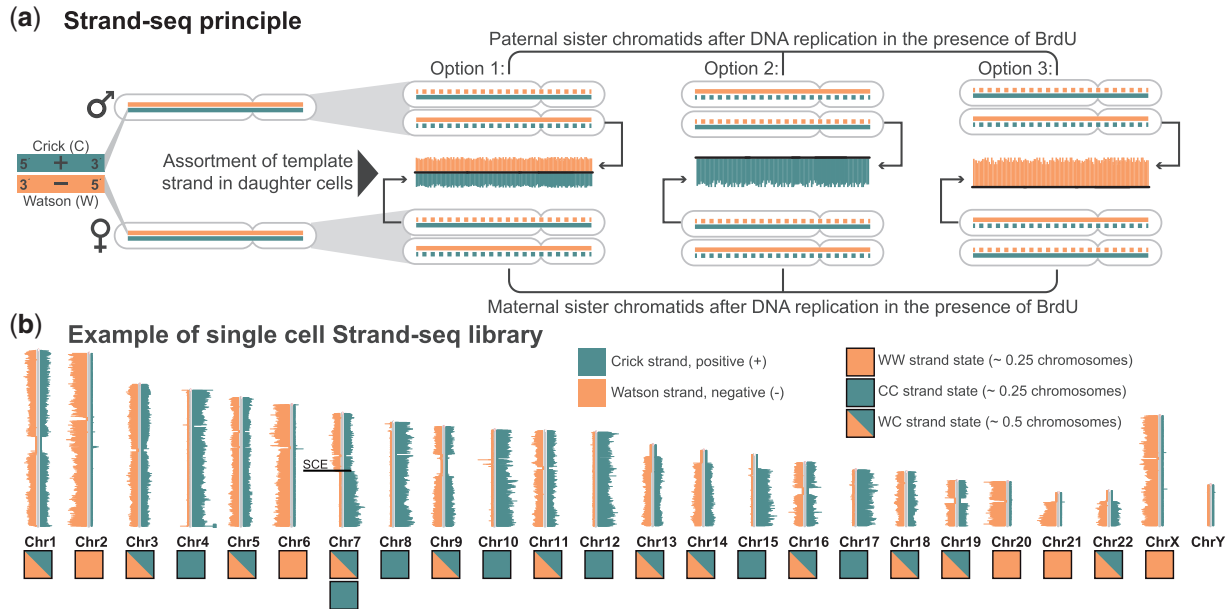 (a) Strand-seq principle
Paternal sister chromatids after DNA replication in the presence of BrdU
Option 1:
Option 2:
Option 3:
♂
Crick (C)
5´ + 3´
3´ − 5´
Watson (W)
♀
Assortment of template
strand in daughter cells
Maternal sister chromatids after DNA replication in the presence of BrdU
(b) Example of single cell Strand-seq library
Crick strand, positive (+)
Watson strand, negative (-)
WW strand state (~ 0.25 chromosomes)
CC strand state (~ 0.25 chromosomes)
WC strand state (~ 0.5 chromosomes)
SCE
Chr1 Chr2 Chr3 Chr4 Chr5 Chr6 Chr7 Chr8 Chr9 Chr10 Chr11 Chr12 Chr13 Chr14 Chr15 Chr16 Chr17 Chr18 Chr19 Chr20 Chr21 Chr22 ChrX ChrY